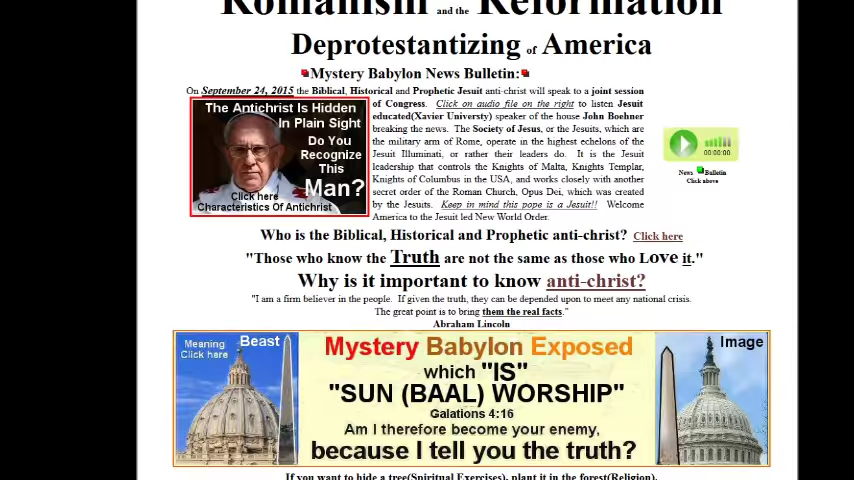 Romanism and the Reformation
Deprotestantizing of America
Mystery Babylon News Bulletin:
On September 24, 2015 the Biblical, Historical and Prophetic Jesuit anti-christ will speak to a joint session
of Congress. Click on audio file on the right to listen Jesuit
educated(Xavier Universty) speaker of the house John Boehner
breaking the news. The Society of Jesus, or the Jesuits, which are
the military arm of Rome, operate in the highest echelons of the
Jesuit Illuminati, or rather their leaders do. It is the Jesuit
leadership that controls the Knights of Malta, Knights Templar,
Knights of Columbus in the USA, and works closely with another
secret order of the Roman Church, Opus Dei, which was created
by the Jesuits. Keep in mind this pope is a Jesuit!! Welcome
America to the Jesuit led New World Order.
The Antichrist Is Hidden
In Plain Sight
Do You
Recognize
This
Man?
Click here
Characteristics Of Antichrist
00:00:00
News Bulletin
Click above
Who is the Biblical, Historical and Prophetic anti-christ? Click here
"Those who know the Truth are not the same as those who Love it."
Why is it important to know anti-christ?
"I am a firm believer in the people. If given the truth, they can be depended upon to meet any national crisis.
The great point is to bring them the real facts."
Abraham Lincoln
Meaning
Click here
Beast
Mystery Babylon Exposed
which "IS"
"SUN (BAAL) WORSHIP"
Galations 4:16
Am I therefore become your enemy,
because I tell you the truth?
Image
If you want to hide a tree(Spiritual Exercises), plant it in the forest(Religion).